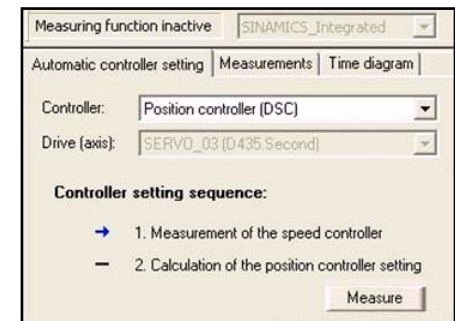 Measuring function inactive SINAMICS_Integrated
Automatic controller setting Measurements Time diagram
Controller: Position controller (DSC)
Drive (axis): SERVO_03 (D435.Second)
Controller setting sequence:
1. Measurement of the speed controller
2. Calculation of the position controller setting
Measure